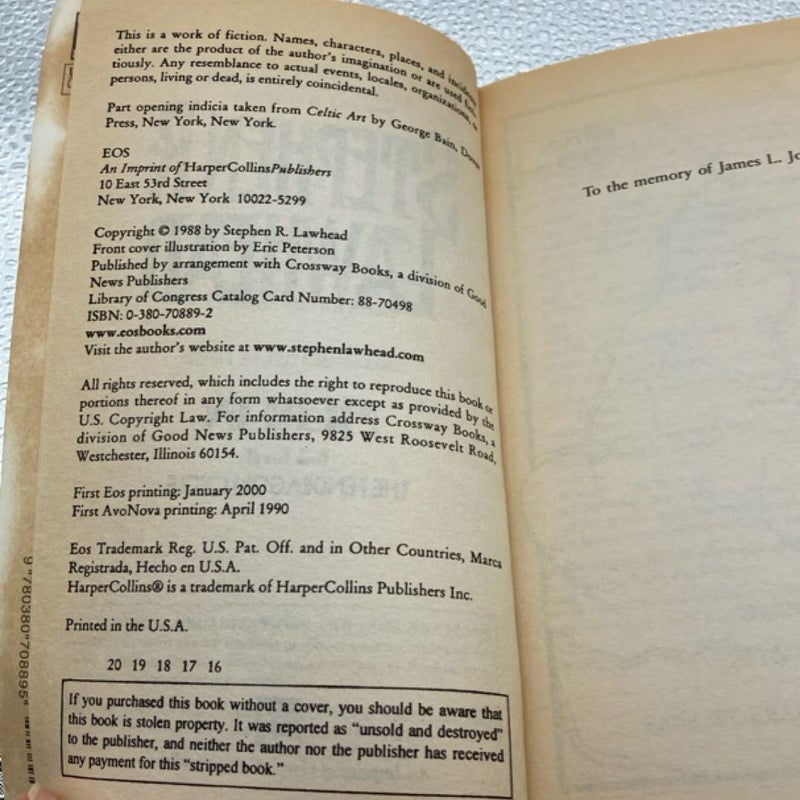 This is a work of fiction. Names, characters, places, and incidents
either are the product of the author's imagination or are used ficti-
tiously. Any resemblance to actual events, locales, organizations, or
persons, living or dead, is entirely coincidental.
Part opening indicia taken from Celtic Art by George Bain, Dover
Press, New York, New York.
EOS
An Imprint of HarperCollinsPublishers
10 East 53rd Street
New York, New York 10022-5299
Copyright © 1988 by Stephen R. Lawhead
Front cover illustration by Eric Peterson
Published by arrangement with Crossway Books, a division of Good
News Publishers
Library of Congress Catalog Card Number: 88-70498
ISBN: 0-380-70889-2
www.eosbooks.com
Visit the author's website at www.stephenlawhead.com
All rights reserved, which includes the right to reproduce this book or
portions thereof in any form whatsoever except as provided by the
U.S. Copyright Law. For information address Crossway Books, a
division of Good News Publishers, 9825 West Roosevelt Road,
Westchester, Illinois 60154.
First Eos printing: January 2000
First AvoNova printing: April 1990
Eos Trademark Reg. U.S. Pat. Off. and in Other Countries, Marca
Registrada, Hecho en U.S.A.
HarperCollins® is a trademark of HarperCollins Publishers Inc.
Printed in the U.S.A.
20 19 18 17 16
If you purchased this book without a cover, you should be aware that
this book is stolen property. It was reported as "unsold and destroyed"
to the publisher, and neither the author nor the publisher has received
any payment for this "stripped book."
9 780380 708895
To the memory of James L. Jo